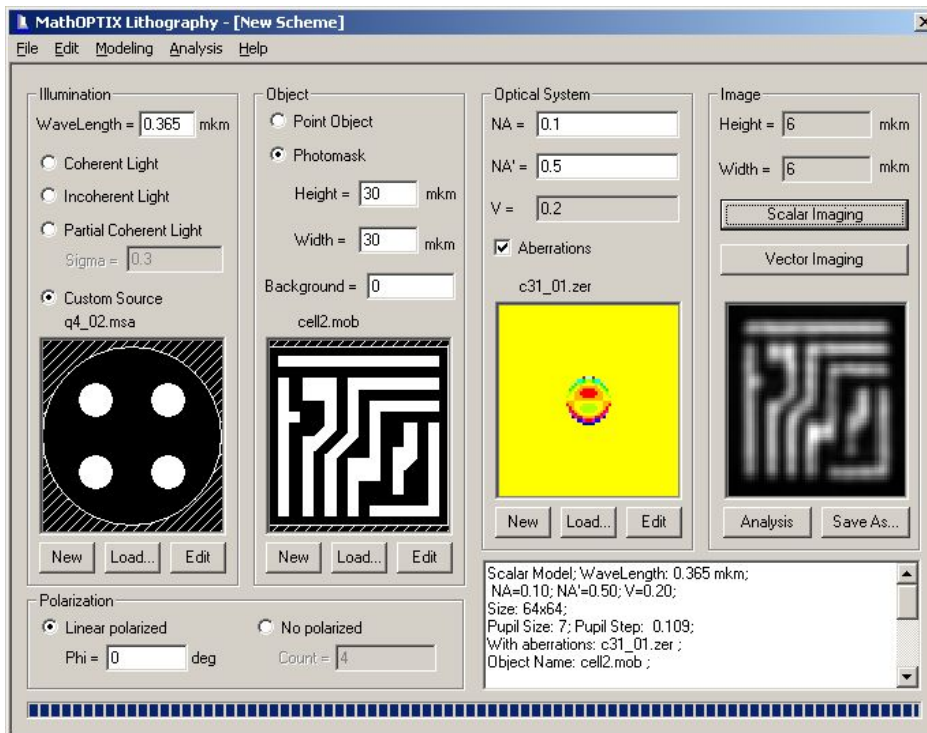 MathOPTIX Lithography - [New Scheme]
File Edit Modeling Analysis Help
Illumination
WaveLength = 0.365 mkm
Coherent Light
Incoherent Light
Partial Coherent Light
Sigma = 0.3
Custom Source
q4_02.msa
New Load... Edit
Object
Point Object
Photomask
Height = 30 mkm
Width = 30 mkm
Background = 0
cell2.mob
New Load... Edit
Optical System
NA = 0.1
NA' = 0.5
V = 0.2
Aberrations
c31_01.zer
New Load... Edit
Image
Height = 6 mkm
Width = 6 mkm
Scalar Imaging
Vector Imaging
Analysis Save As...
Polarization
Linear polarized No polarized
Phi = 0 deg Count = 4
Scalar Model; WaveLength: 0.365 mkm;
NA=0.10; NA'=0.50; V=0.20;
Size: 64x64;
Pupil Size: 7; Pupil Step: 0.109;
With aberrations: c31_01.zer ;
Object Name: cell2.mob ;